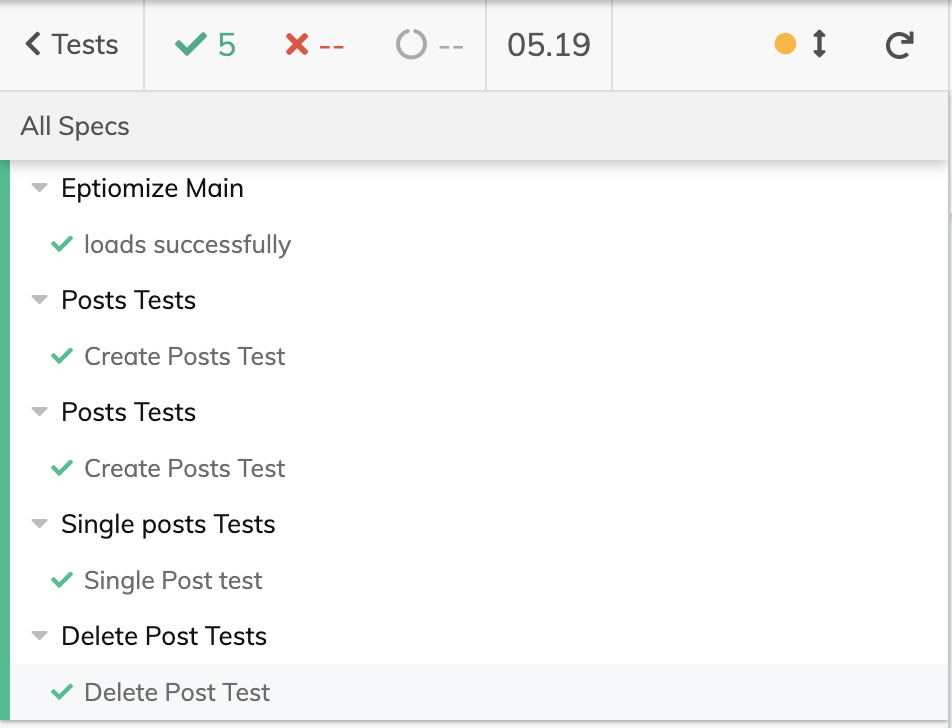 Tests 5 -- -- 05.19
All Specs
Eptiomize Main
loads successfully
Posts Tests
Create Posts Test
Posts Tests
Create Posts Test
Single posts Tests
Single Post test
Delete Post Tests
Delete Post Test